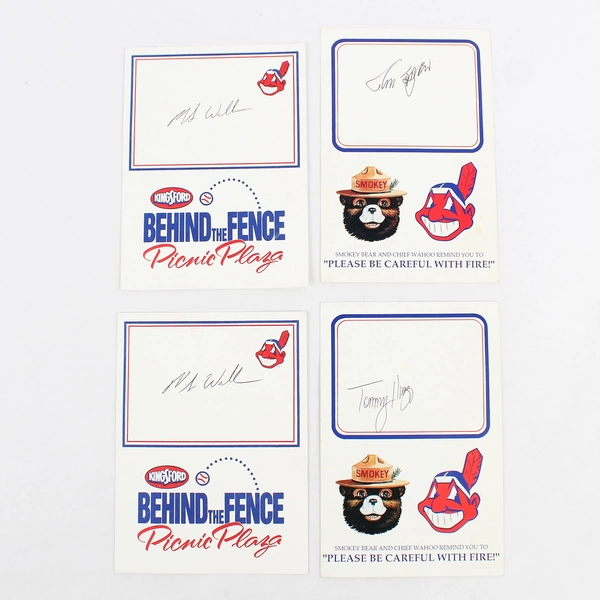 KINGSFORD
BEHIND THE FENCE
Picnic Plaza
SMOKEY
SMOKEY BEAR AND CHIEF WAHOO REMIND YOU TO
"PLEASE BE CAREFUL WITH FIRE!"
KINGSFORD
BEHIND THE FENCE
Picnic Plaza
Tommy
SMOKEY
SMOKEY BEAR AND CHIEF WAHOO REMIND YOU TO
"PLEASE BE CAREFUL WITH FIRE!"